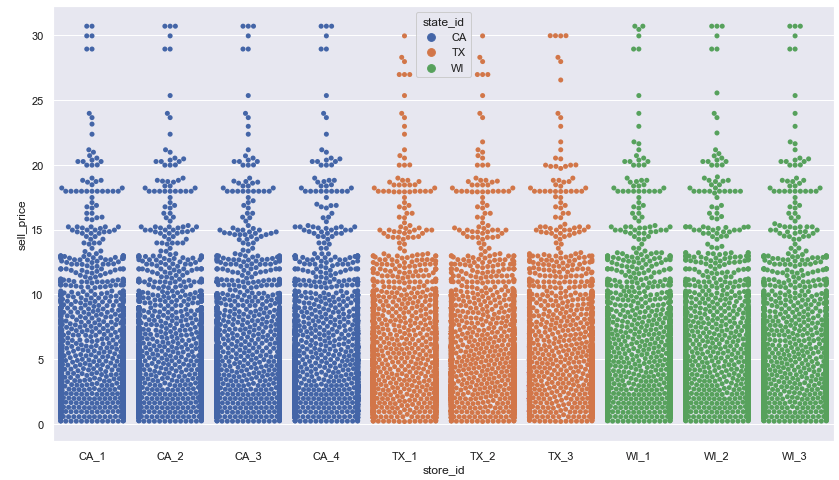 state_id
CA
TX
WI
30
25
20
15
10
5
0
sell_price
CA_1 CA_2 CA_3 CA_4 TX_1 TX_2 TX_3 WI_1 WI_2 WI_3
store_id